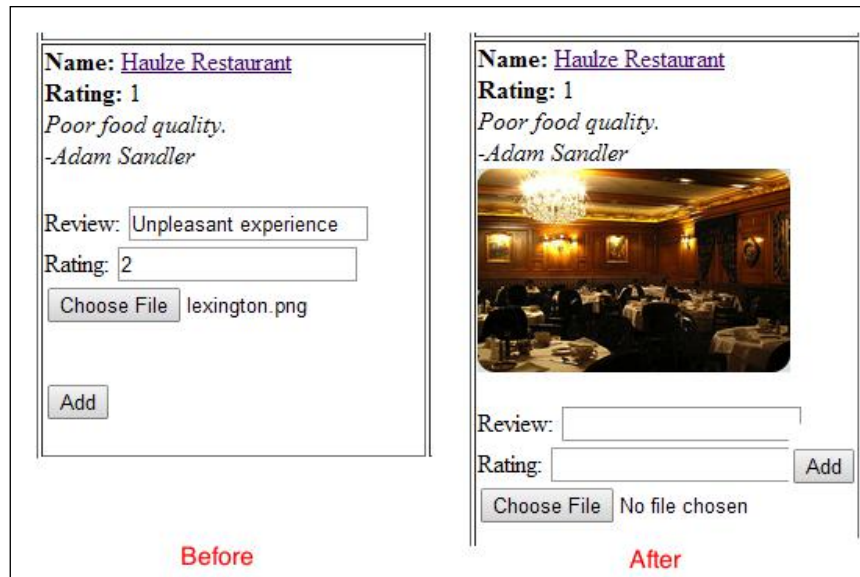 Name: Haulze Restaurant
Rating: 1
Poor food quality.
-Adam Sandler
Review: Unpleasant experience
Rating: 2
Choose File lexington.png
Add
Before
Name: Haulze Restaurant
Rating: 1
Poor food quality.
-Adam Sandler
Review:
Rating: Add
Choose File No file chosen
After